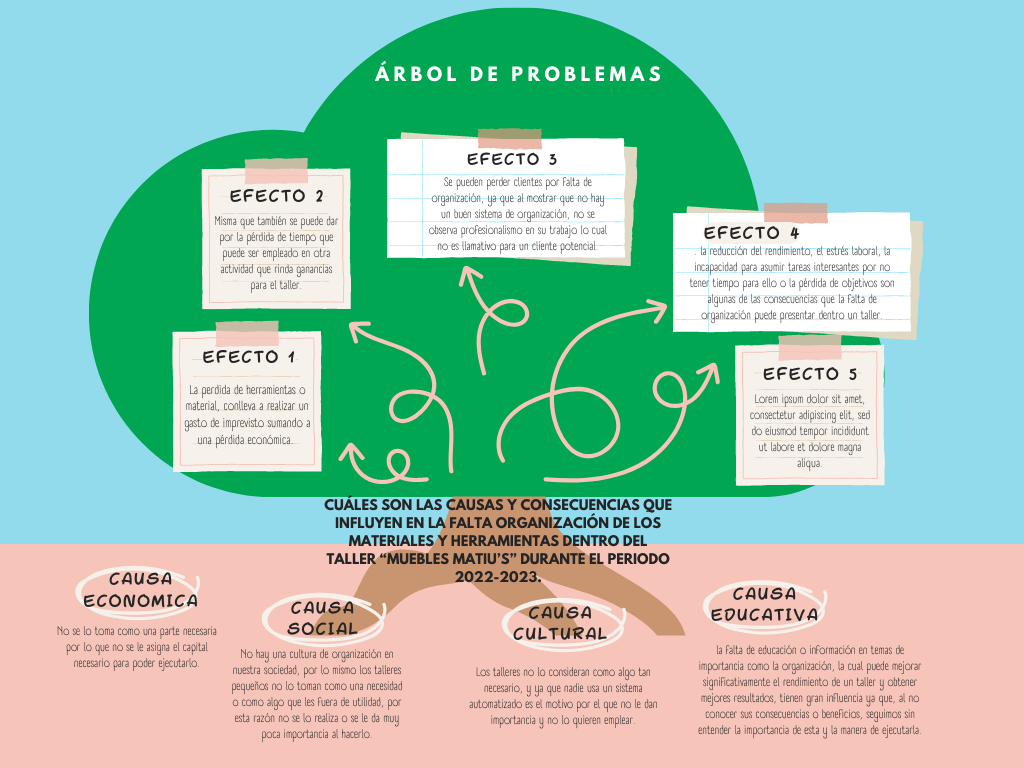 ÁRBOL DE PROBLEMAS
EFECTO 3
Se pueden perder clientes por falta de
organización, ya que al mostrar que no hay
un buen sistema de organización, no se
observa profesionalismo en su trabajo lo cual
no es llamativo para un cliente potencial.
EFECTO 2
Misma que también se puede dar
por la pérdida de tiempo que
puede ser empleado en otra
actividad que rinda ganancias
para el taller.
EFECTO 4
. la reducción del rendimiento, el estrés laboral, la
incapacidad para asumir tareas interesantes por no
tener tiempo para ello o la pérdida de objetivos son
algunas de las consecuencias que la falta de
organización puede presentar dentro un taller.
EFECTO 1
La perdida de herramientas o
material, conlleva a realizar un
gasto de imprevisto sumando a
una pérdida económica.
EFECTO 5
Lorem ipsum dolor sit amet,
consectetur adipiscing elit, sed
do eiusmod tempor incididunt
ut labore et dolore magna
aliqua.
CUÁLES SON LAS CAUSAS Y CONSECUENCIAS QUE
INFLUYEN EN LA FALTA ORGANIZACIÓN DE LOS
MATERIALES Y HERRAMIENTAS DENTRO DEL
TALLER “MUEBLES MATIU’S” DURANTE EL PERIODO
2022-2023.
CAUSA
ECONOMICA
No se lo toma como una parte necesaria
por lo que no se le asigna el capital
necesario para poder ejecutarlo.
CAUSA
SOCIAL
No hay una cultura de organización en
nuestra sociedad, por lo mismo los talleres
pequeños no lo toman como una necesidad
o como algo que les fuera de utilidad, por
esta razón no se lo realiza o se le da muy
poca importancia al hacerlo.
CAUSA
CULTURAL
Los talleres no lo consideran como algo tan
necesario, y ya que nadie usa un sistema
automatizado es el motivo por el que no le dan
importancia y no lo quieren emplear.
CAUSA
EDUCATIVA
la falta de educación o información en temas de
importancia como la organización, la cual puede mejorar
significativamente el rendimiento de un taller y obtener
mejores resultados, tienen gran influencia ya que, al no
conocer sus consecuencias o beneficios, seguimos sin
entender la importancia de esta y la manera de ejecutarla.